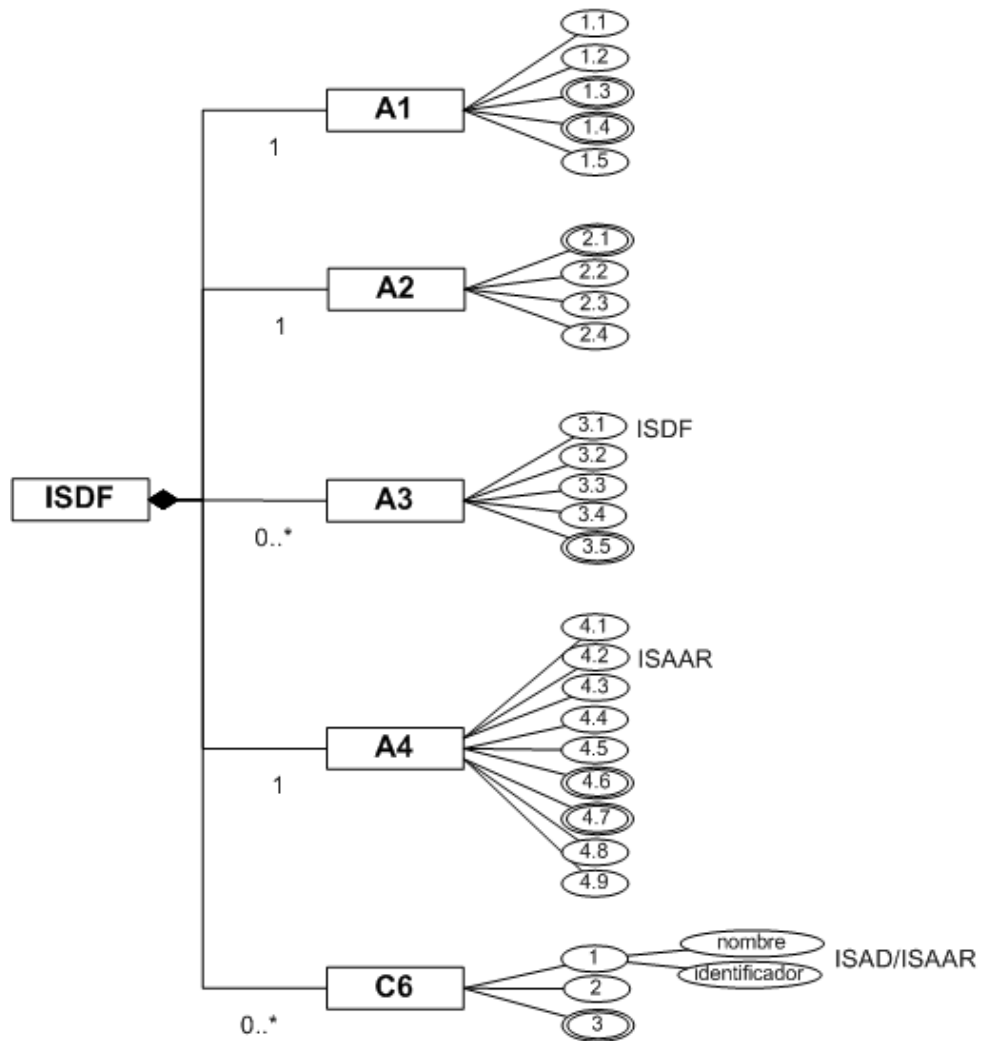 1.1
1.2
A1
1.3
1.4
1
1.5
2.1
A2
2.2
2.3
1
2.4
3.1 ISDF
3.2
ISDF
A3
3.3
3.4
0..*
3.5
4.1
4.2 ISAAR
4.3
4.4
A4
4.5
4.6
1
4.7
4.8
4.9
nombre
1
ISAD/ISAAR
identificador
C6
2
0..*
3